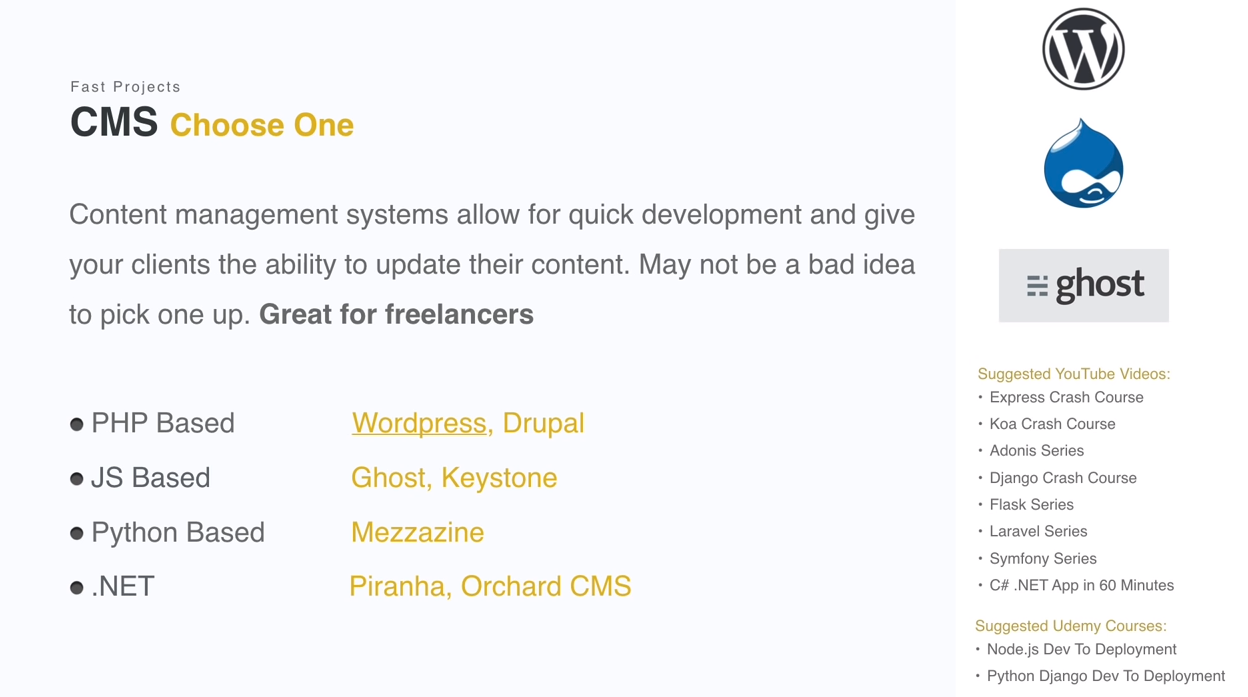 Fast Projects
CMS Choose One
Content management systems allow for quick development and give
your clients the ability to update their content. May not be a bad idea
to pick one up. Great for freelancers
PHP Based Wordpress, Drupal
JS Based Ghost, Keystone
Python Based Mezzazine
.NET Piranha, Orchard CMS
W
ghost
Suggested YouTube Videos:
• Express Crash Course
• Koa Crash Course
• Adonis Series
• Django Crash Course
• Flask Series
• Laravel Series
• Symfony Series
• C# .NET App in 60 Minutes
Suggested Udemy Courses:
• Node.js Dev To Deployment
• Python Django Dev To Deployment